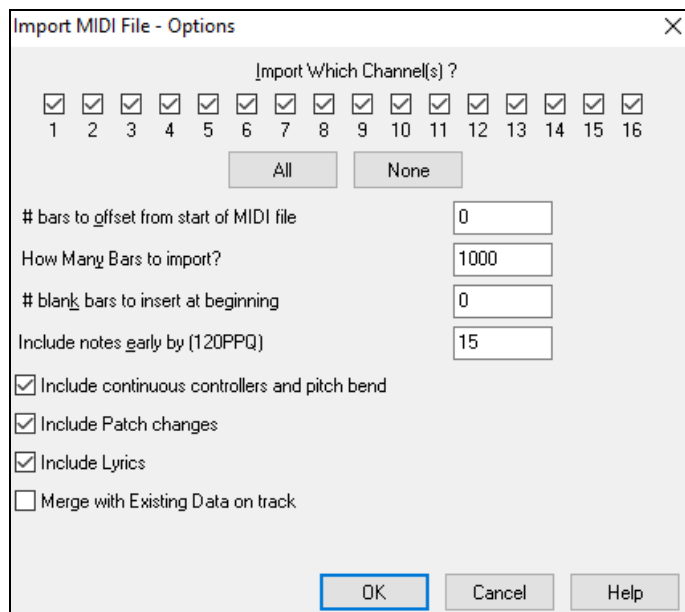 Import MIDI File - Options
Import Which Channel(s) ?
1 2 3 4 5 6 7 8 9 10 11 12 13 14 15 16
All None
# bars to offset from start of MIDI file 0
How Many Bars to import? 1000
# blank bars to insert at beginning 0
Include notes early by (120PPQ) 15
Include continuous controllers and pitch bend
Include Patch changes
Include Lyrics
Merge with Existing Data on track
OK Cancel Help